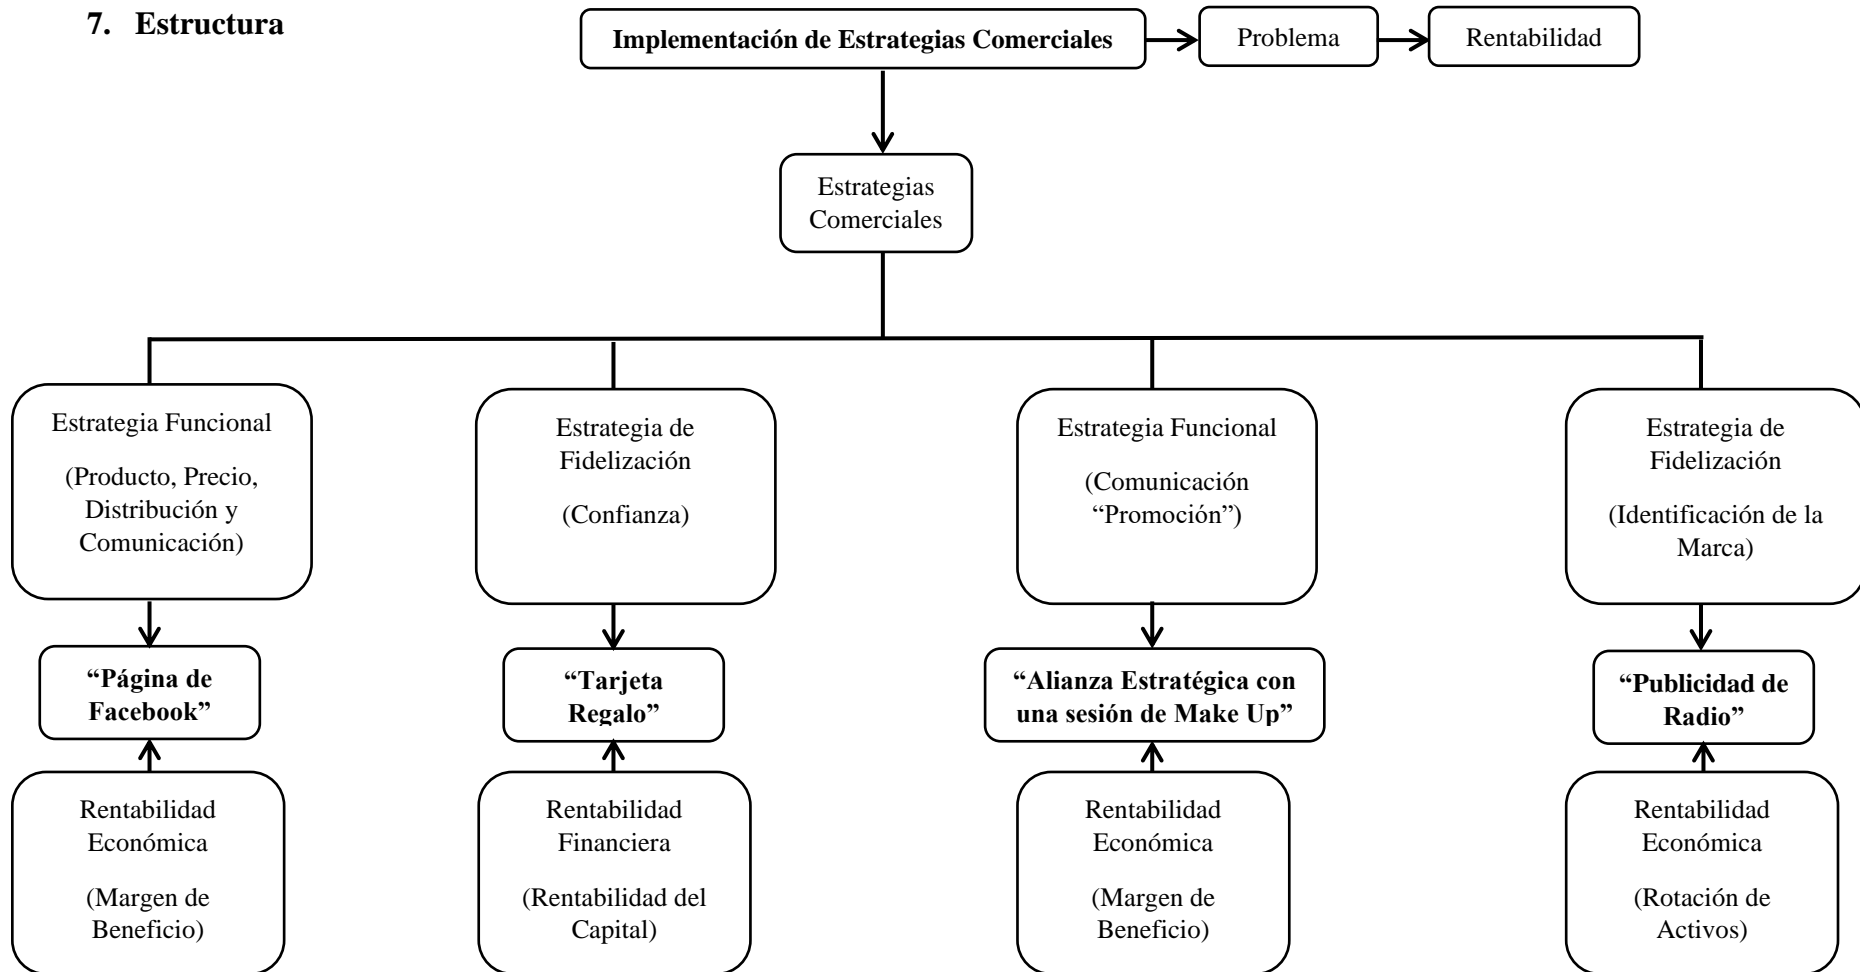 7. Estructura
Implementación de Estrategias Comerciales
Problema
Rentabilidad
Estrategias
Comerciales
Estrategia Funcional
(Producto, Precio,
Distribución y
Comunicación)
Estrategia de
Fidelización
(Confianza)
Estrategia Funcional
(Comunicación
“Promoción”)
Estrategia de
Fidelización
(Identificación de la
Marca)
“Página de
Facebook”
“Tarjeta
Regalo”
“Alianza Estratégica con
una sesión de Make Up”
“Publicidad de
Radio”
Rentabilidad
Económica
(Margen de
Beneficio)
Rentabilidad
Financiera
(Rentabilidad del
Capital)
Rentabilidad
Económica
(Margen de
Beneficio)
Rentabilidad
Económica
(Rotación de
Activos)